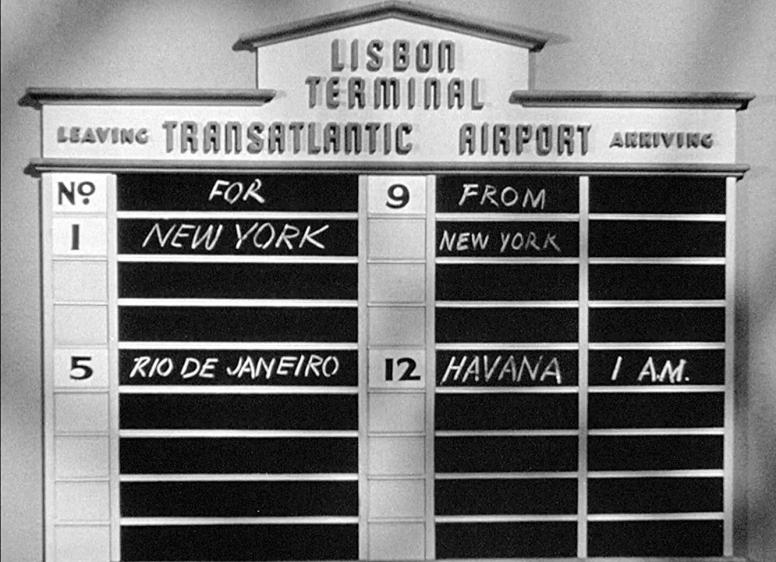 LISBON
TERMINAL
LEAVING TRANSATLANTIC AIRPORT ARRIVING
Nº FOR 9 FROM
1 NEW YORK NEW YORK
5 RIO DE JANEIRO 12 HAVANA 1 A.M.